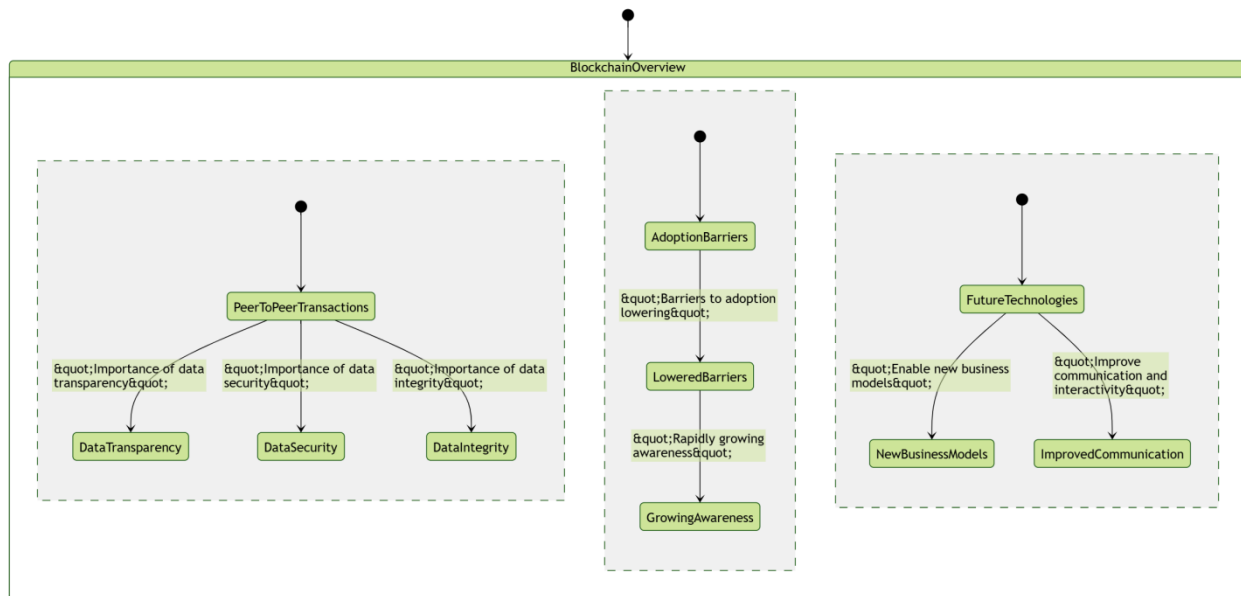 BlockchainOverview
PeerToPeerTransactions
&quot;Importance of data
transparency&quot;
&quot;Importance of data
security&quot;
&quot;Importance of data
integrity&quot;
DataTransparency
DataSecurity
DataIntegrity
AdoptionBarriers
&quot;Barriers to adoption
lowering&quot;
LoweredBarriers
&quot;Rapidly growing
awareness&quot;
GrowingAwareness
FutureTechnologies
&quot;Enable new business
models&quot;
&quot;Improve
communication and
interactivity&quot;
NewBusinessModels
ImprovedCommunication